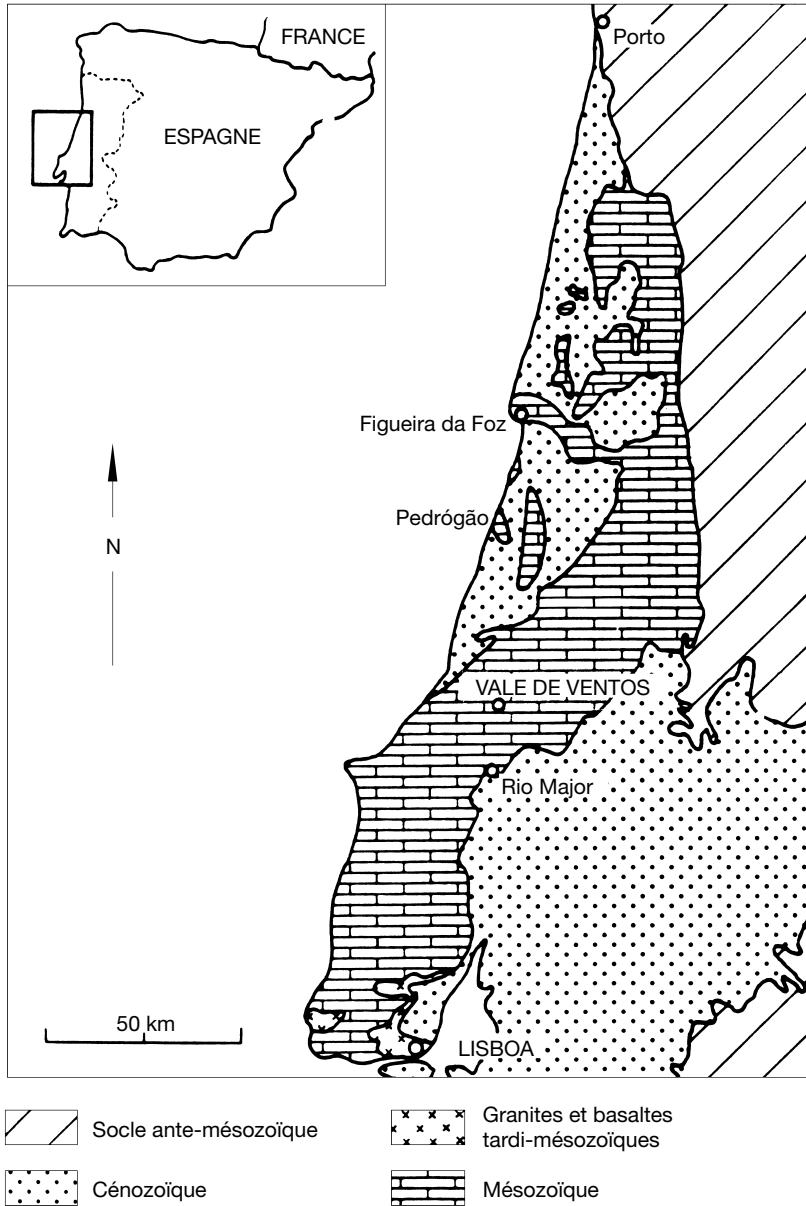 FRANCE
ESPAGNE
Porto
Figueira da Foz
Pedrógão
N
VALE DE VENTOS
Rio Major
50 km
LISBOA
Socle ante-mésozoïque
Granites et basaltes
tardi-mésozoïques
Cénozoïque
Mésozoïque